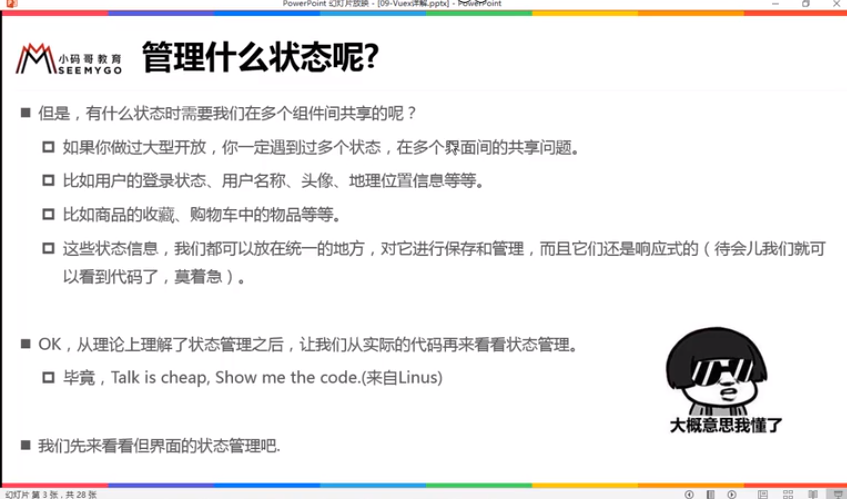 PowerPoint 幻灯片放映 - [09-Vuex详解.pptx] - PowerPoint
小码哥教育
SEEMYGO
管理什么状态呢?
但是，有什么状态时需要我们在多个组件间共享的呢？
如果你做过大型开放，你一定遇到过多个状态，在多个界面间的共享问题。
比如用户的登录状态、用户名称、头像、地理位置信息等等。
比如商品的收藏、购物车中的物品等等。
这些状态信息，我们都可以放在统一的地方，对它进行保存和管理，而且它们还是响应式的（待会儿我们就可
以看到代码了，莫着急）。
OK，从理论上理解了状态管理之后，让我们从实际的代码再来看看状态管理。
毕竟，Talk is cheap, Show me the code.(来自Linus)
大概意思我懂了
我们先来看看但界面的状态管理吧.
幻灯片 第 3 张，共 28 张